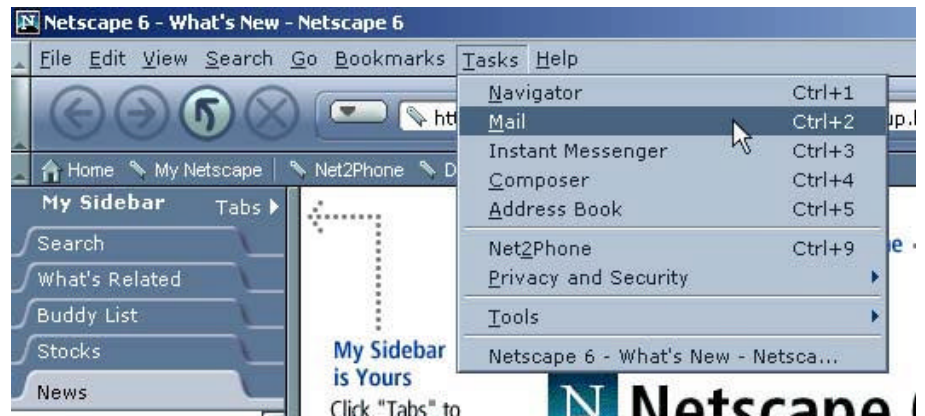 Netscape 6 - What's New - Netscape 6
File Edit View Search Go Bookmarks Tasks Help
Navigator Ctrl+1
Mail Ctrl+2
Instant Messenger Ctrl+3
Composer Ctrl+4
Address Book Ctrl+5
Net2Phone Ctrl+9
Privacy and Security
Tools
Netscape 6 - What's New - Netsca...
Home My Netscape Net2Phone
My Sidebar Tabs
Search
What's Related
Buddy List
Stocks
News
My Sidebar
is Yours
Click "Tabs" to
N Netscape